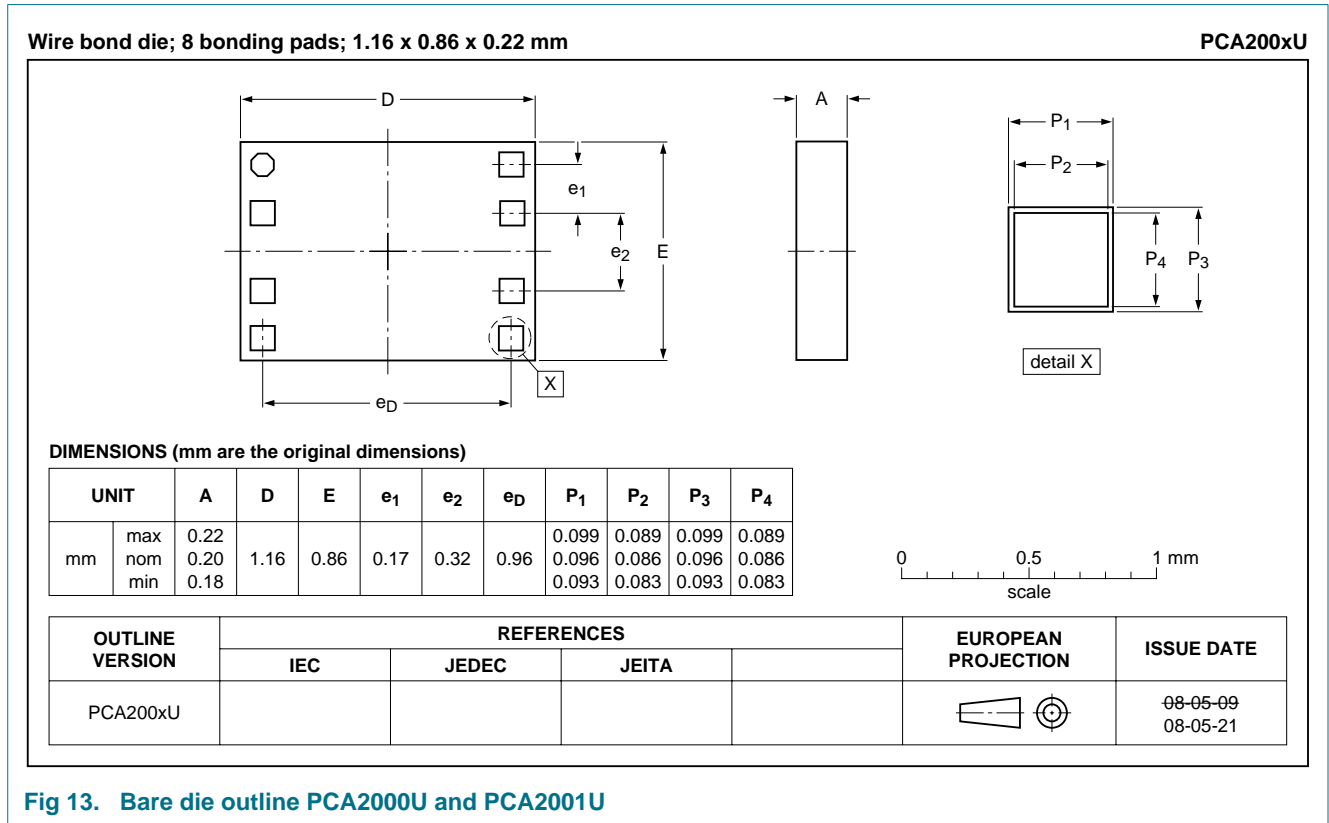 Wire bond die; 8 bonding pads; 1.16 x 0.86 x 0.22 mm PCA200xU
D
A
P1
P2
e1
e2
E
P4
P3
X
eD
detail X
DIMENSIONS (mm are the original dimensions)
UNIT A D E e1 e2 eD P1 P2 P3 P4
max 0.22 0.099 0.089 0.099 0.089
mm nom 0.20 1.16 0.86 0.17 0.32 0.96 0.096 0.086 0.096 0.086
min 0.18 0.093 0.083 0.093 0.083
0 0.5 1 mm
scale
OUTLINE VERSION REFERENCES EUROPEAN PROJECTION ISSUE DATE
IEC JEDEC JEITA
PCA200xU 08-05-09
08-05-21
Fig 13. Bare die outline PCA2000U and PCA2001U